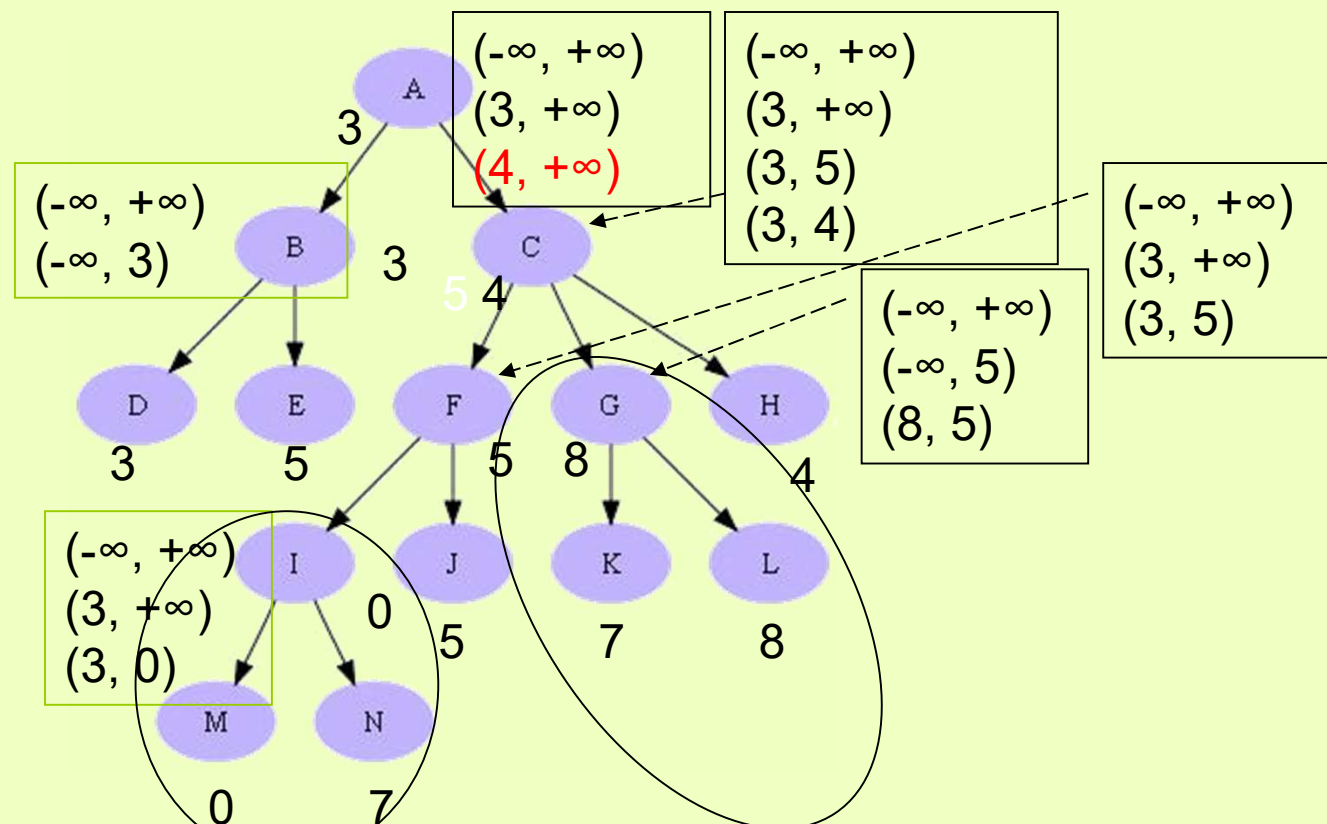 A
(-∞, +∞)
(3, +∞)
(4, +∞)
(-∞, +∞)
(3, +∞)
(3, 5)
(3, 4)
3
(-∞, +∞)
(-∞, 3)
B
3
C
5 4
(-∞, +∞)
(3, +∞)
(3, 5)
(-∞, +∞)
(-∞, 5)
(8, 5)
D
E
F
G
H
3
5
5
8
4
(-∞, +∞)
(3, +∞)
(3, 0)
I
J
K
L
0
5
7
8
M
N
0
7